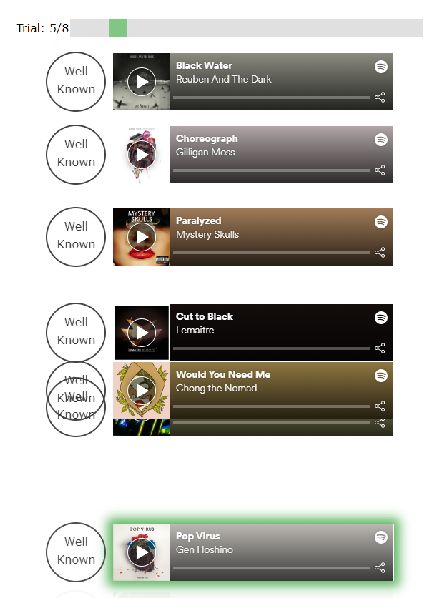 Trial: 5/8
Well
Known
Black Water
Reuben And The Dark
Well
Known
Choreograph
Gilligan Moss
Well
Known
MYSTERY
SKULLS
Paralyzed
Mystery Skulls
Well
Known
Cut to Black
Lemaitre
Well
Known
Would You Need Me
Chong the Nomad
Well
Known
Well
Known
POP VIRUS
Pop Virus
Gen Hoshino